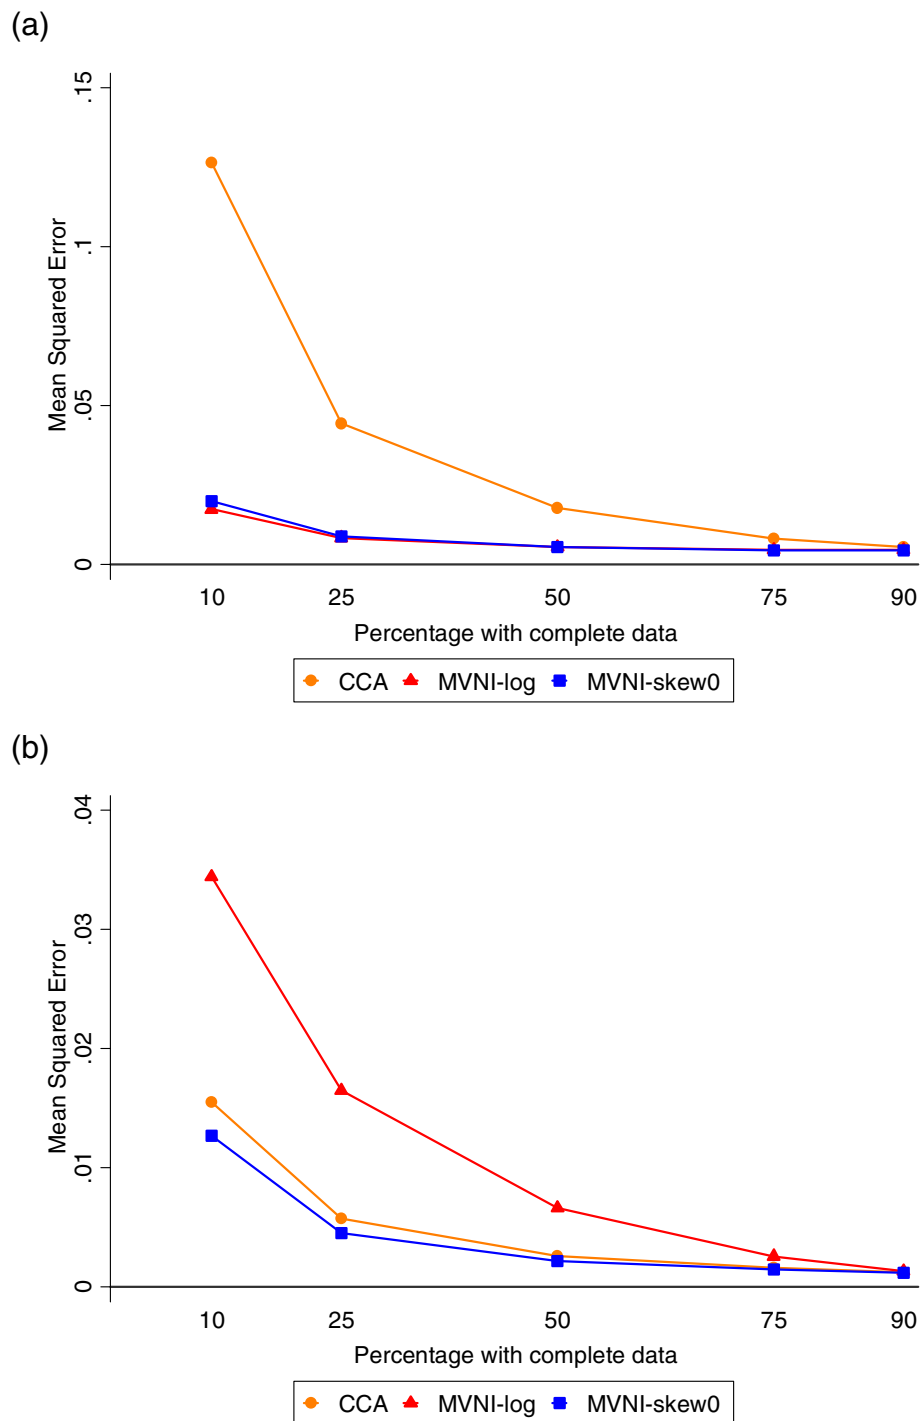 (a)
.15
.1
.05
0
Mean Squared Error
10 25 50 75 90
Percentage with complete data
CCA MVNI-log MVNI-skew0
(b)
.04
.03
.02
.01
0
Mean Squared Error
10 25 50 75 90
Percentage with complete data
CCA MVNI-log MVNI-skew0